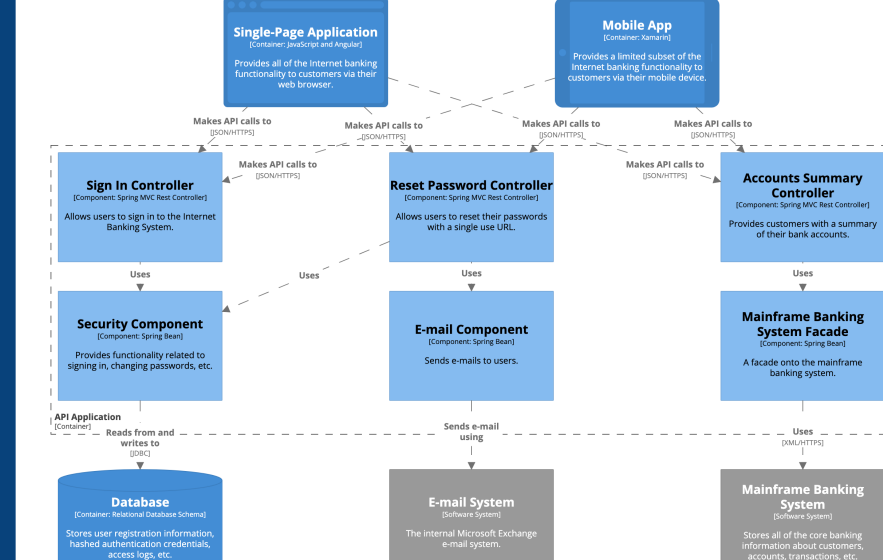 Single-Page Application
[Container: JavaScript and Angular]
Provides all of the Internet banking
functionality to customers via their
web browser.
Mobile App
[Container: Xamarin]
Provides a limited subset of the
Internet banking functionality to
customers via their mobile device.
Makes API calls to
[JSON/HTTPS]
Makes API calls to
[JSON/HTTPS]
Makes API calls to
[JSON/HTTPS]
Makes API calls to
[JSON/HTTPS]
Makes API calls to
[JSON/HTTPS]
Makes API calls to
[JSON/HTTPS]
Sign In Controller
[Component: Spring MVC Rest Controller]
Allows users to sign in to the Internet
Banking System.
Reset Password Controller
[Component: Spring MVC Rest Controller]
Allows users to reset their passwords
with a single use URL.
Accounts Summary
Controller
[Component: Spring MVC Rest Controller]
Provides customers with a summary
of their bank accounts.
Uses
Uses
Uses
Uses
Security Component
[Component: Spring Bean]
Provides functionality related to
signing in, changing passwords, etc.
E-mail Component
[Component: Spring Bean]
Sends e-mails to users.
Mainframe Banking
System Facade
[Component: Spring Bean]
A facade onto the mainframe
banking system.
API Application
[Container]
Reads from and
writes to
[JDBC]
Sends e-mail
using
Uses
[XML/HTTPS]
Database
[Container: Relational Database Schema]
Stores user registration information,
hashed authentication credentials,
access logs, etc.
E-mail System
[Software System]
The internal Microsoft Exchange
e-mail system.
Mainframe Banking
System
[Software System]
Stores all of the core banking
information about customers,
accounts, transactions, etc.